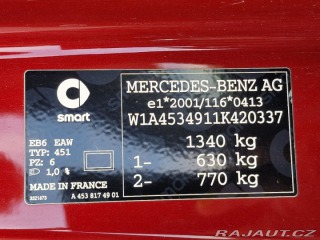 smart
EB6 EAW
TYP: 451
PZ: 6
1,0 %
MADE IN FRANCE
A 453 817 49 01
MERCEDES-BENZ AG
e1*2001/116*0413
W1A4534911K420337
1340 kg
1- 630 kg
2- 770 kg
RAJAUT.CZ